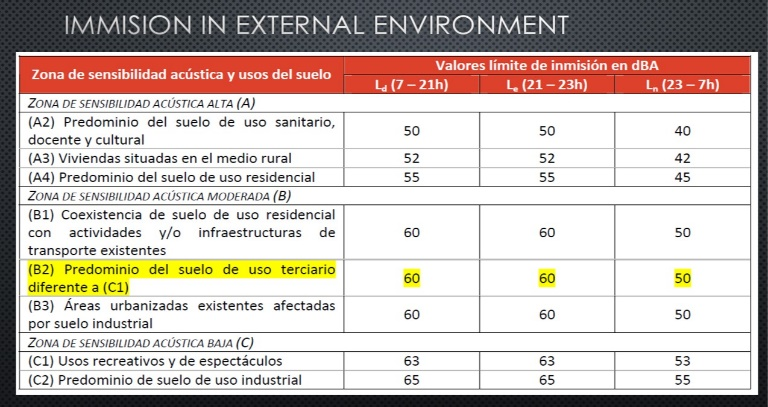 IMMISION IN EXTERNAL ENVIRONMENT
Zona de sensibilidad acústica y usos del suelo
Valores límite de inmisión en dBA
Ld (7 – 21h) Le (21 – 23h) Ln (23 – 7h)
ZONA DE SENSIBILIDAD ACÚSTICA ALTA (A)
(A2) Predominio del suelo de uso sanitario,
docente y cultural
50 50 40
(A3) Viviendas situadas en el medio rural 52 52 42
(A4) Predominio del suelo de uso residencial 55 55 45
ZONA DE SENSIBILIDAD ACÚSTICA MODERADA (B)
(B1) Coexistencia de suelo de uso residencial
con actividades y/o infraestructuras de
transporte existentes
60 60 50
(B2) Predominio del suelo de uso terciario
diferente a (C1)
60 60 50
(B3) Áreas urbanizadas existentes afectadas
por suelo industrial
60 60 50
ZONA DE SENSIBILIDAD ACÚSTICA BAJA (C)
(C1) Usos recreativos y de espectáculos 63 63 53
(C2) Predominio de suelo de uso industrial 65 65 55